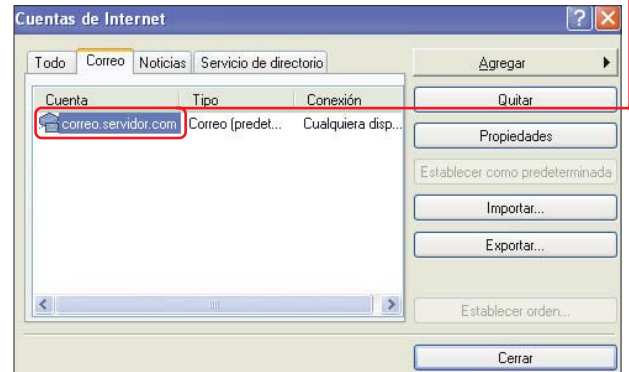 Cuentas de Internet
Todo Correo Noticias Servicio de directorio
Cuenta Tipo Conexión
correo.servidor.com Correo (predet... Cualquiera disp...
Agregar
Quitar
Propiedades
Establecer como predeterminada
Importar...
Exportar...
Establecer orden...
Cerrar